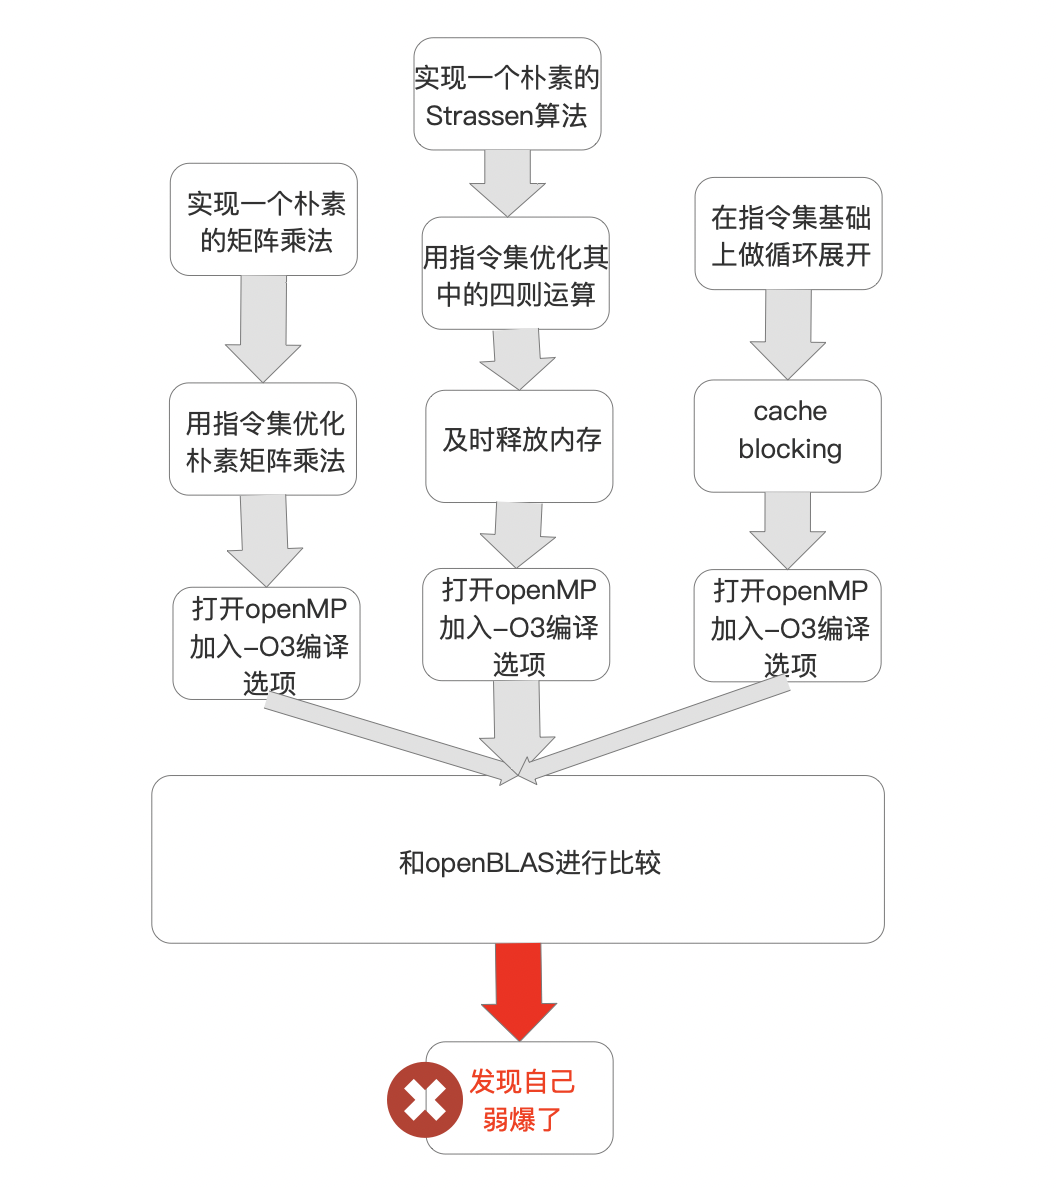 实现一个朴素的
Strassen算法
实现一个朴素
的矩阵乘法
在指令集基础
上做循环展开
用指令集优化其
中的四则运算
用指令集优化
朴素矩阵乘法
及时释放内存
cache
blocking
打开openMP
加入-O3编译
选项
打开openMP
加入-O3编译
选项
打开openMP
加入-O3编译
选项
和openBLAS进行比较
发现自己
弱爆了